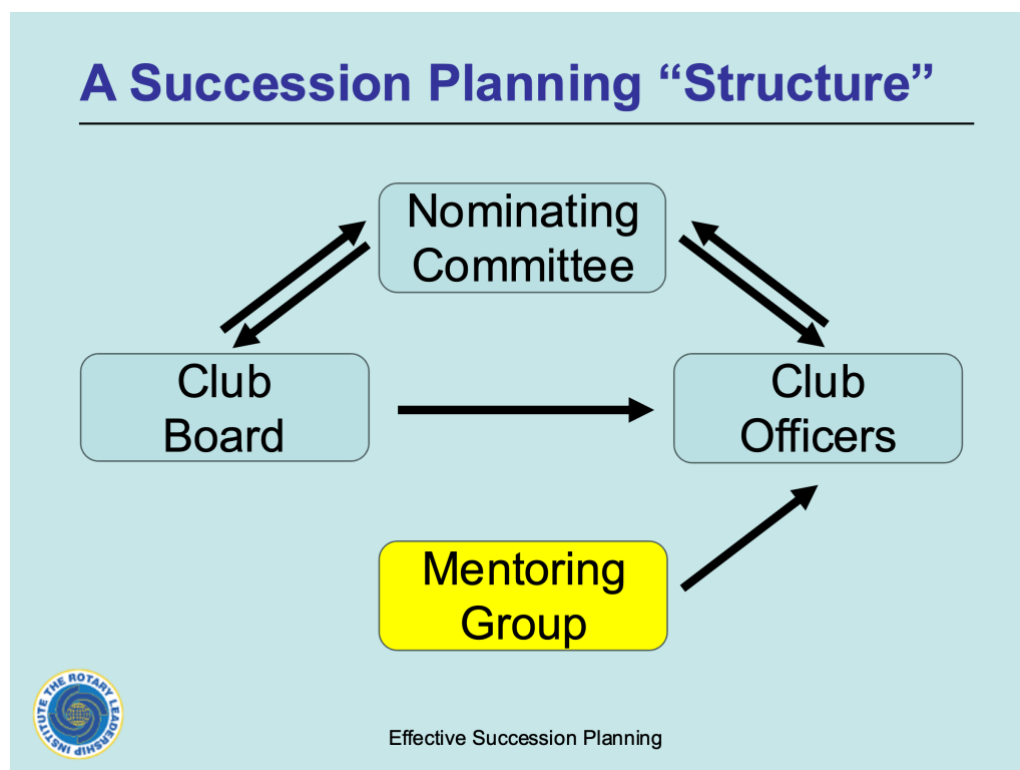 A Succession Planning “Structure”
Nominating
Committee
Club
Board
Club
Officers
Mentoring
Group
THE ROTARY LEADERSHIP INSTITUTE
Effective Succession Planning